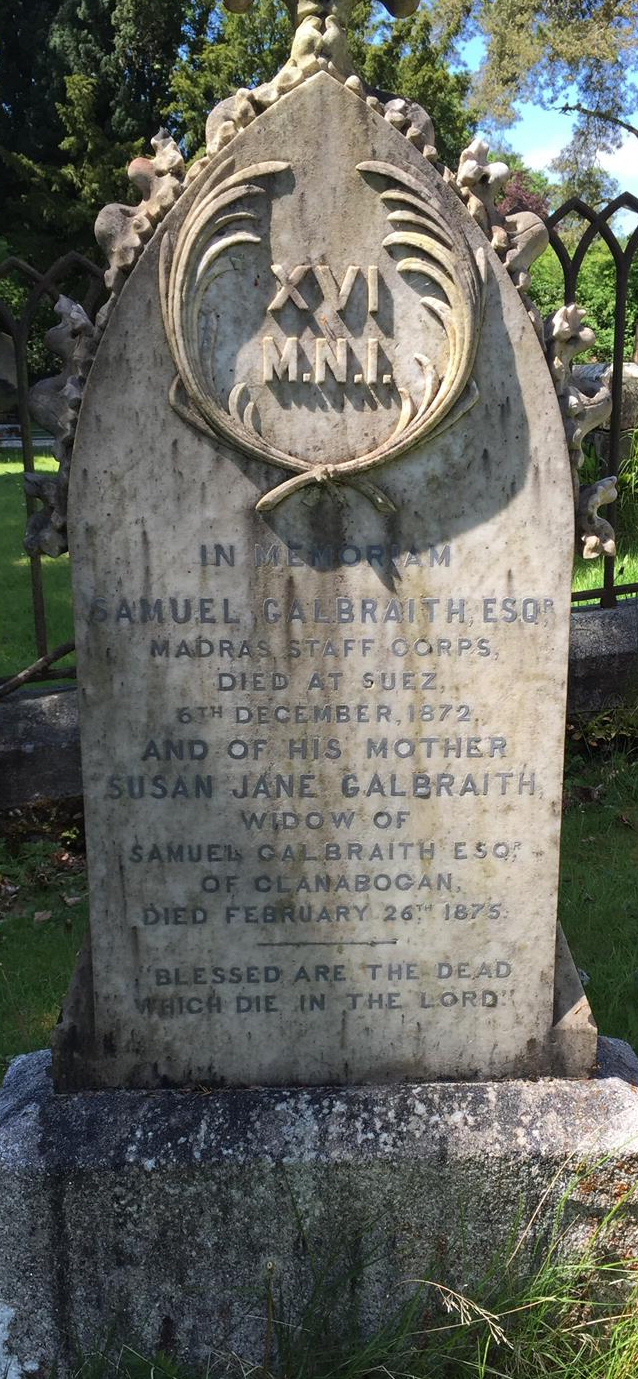 XVI
M.N.I.
IN MEMORIAM
SAMUEL GALBRAITH, ESQR
MADRAS STAFF CORPS,
DIED AT SUEZ,
6TH DECEMBER, 1872,
AND OF HIS MOTHER
SUSAN JANE GALBRAITH,
WIDOW OF
SAMUEL GALBRAITH ESQR
OF CLANABOGAN,
DIED FEBRUARY 26TH 1875.
"BLESSED ARE THE DEAD
WHICH DIE IN THE LORD."